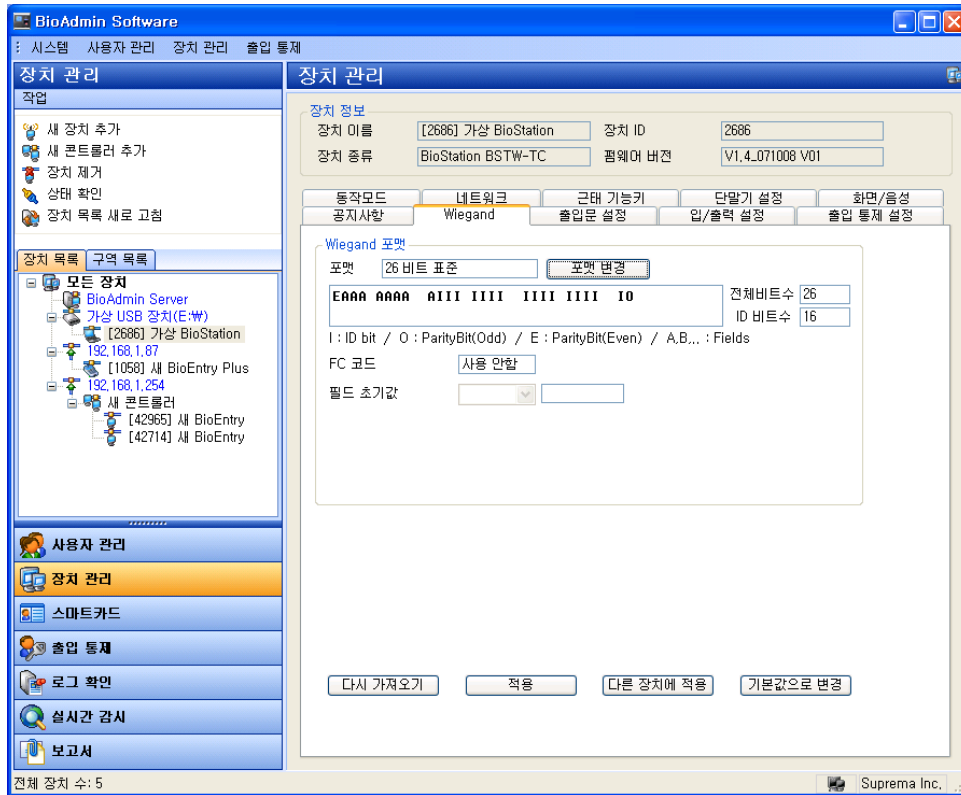 BioAdmin Software
시스템 사용자 관리 장치 관리 출입 통제
장치 관리
작업
새 장치 추가
새 콘트롤러 추가
장치 제거
상태 확인
장치 목록 새로 고침
장치 목록 구역 목록
모든 장치
BioAdmin Server
가상 USB 장치(E:₩)
[2686] 가상 BioStation
192.168.1.87
[1058] 새 BioEntry Plus
192.168.1.254
새 콘트롤러
[42965] 새 BioEntry
[42714] 새 BioEntry
사용자 관리
장치 관리
스마트카드
출입 통제
로그 확인
실시간 감시
보고서
장치 관리
장치 정보
장치 이름 [2686] 가상 BioStation 장치 ID 2686
장치 종류 BioStation BSTW-TC 펌웨어 버전 V1.4_071008 V01
동작모드 네트워크 근태 기능키 단말기 설정 화면/음성
공지사항 Wiegand 출입문 설정 입/출력 설정 출입 통제 설정
Wiegand 포맷
포맷 26 비트 표준 포맷 변경
EAAA AAAA AIII IIII IIII IIII IO 전체비트수 26
ID 비트수 16
I : ID bit / O : ParityBit(Odd) / E : ParityBit(Even) / A,B,.. : Fields
FC 코드 사용 안함
필드 초기값
다시 가져오기 적용 다른 장치에 적용 기본값으로 변경
전체 장치 수: 5 Suprema Inc.